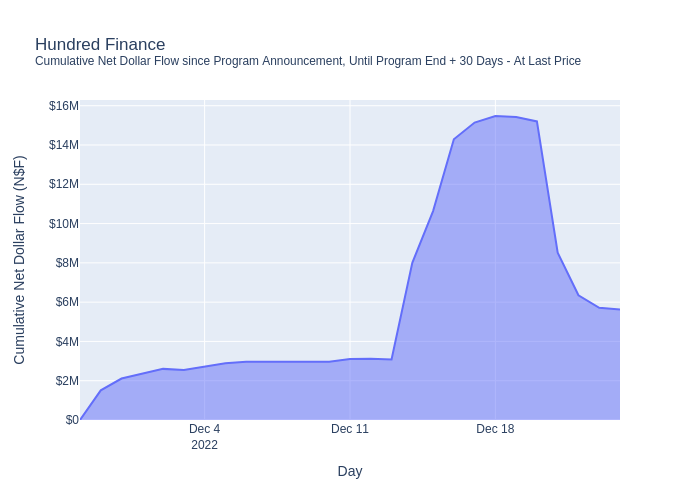 Hundred Finance
Cumulative Net Dollar Flow since Program Announcement, Until Program End + 30 Days - At Last Price
Cumulative Net Dollar Flow (N$F)
$16M
$14M
$12M
$10M
$8M
$6M
$4M
$2M
$0
Dec 4
2022
Dec 11
Dec 18
Day